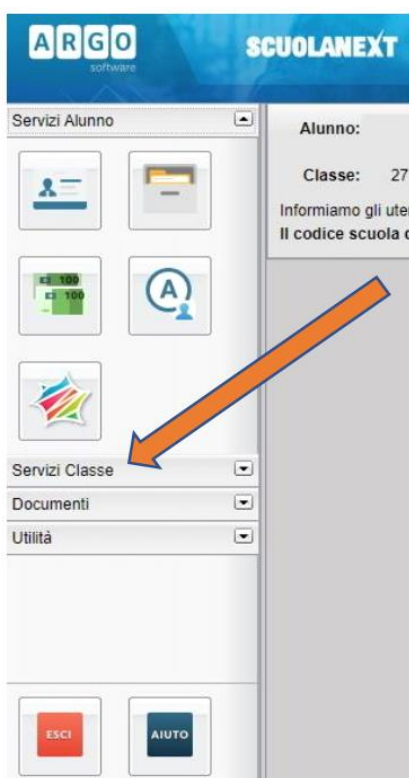 ARGO
software
SCUOLANEXT
Servizi Alunno
Alunno:
Classe: 27
Informiamo gli uter
Il codice scuola
100
100
A
Servizi Classe
Documenti
Utilità
ESCI
AIUTO